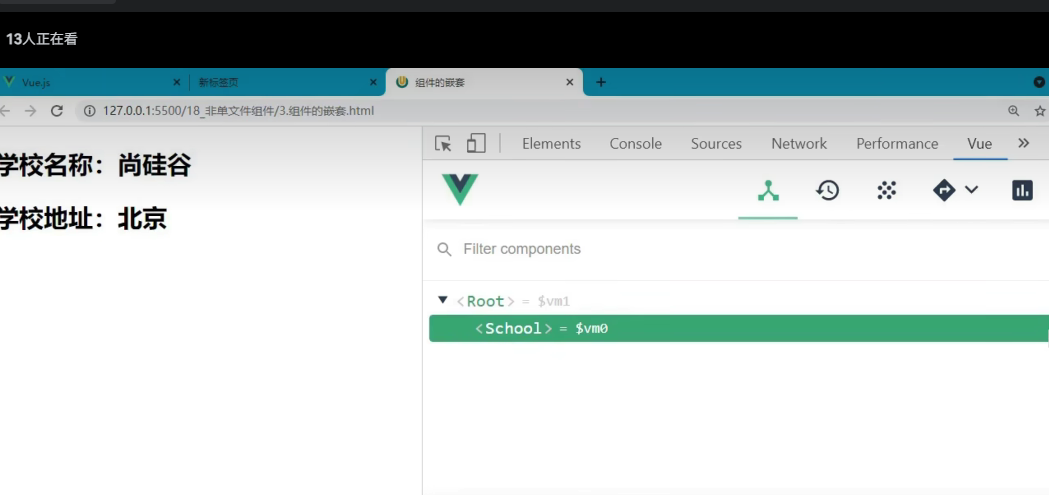 13人正在看
Vue.js
新标签页
组件的嵌套
127.0.0.1:5500/18_非单文件组件/3.组件的嵌套.html
学校名称：尚硅谷
学校地址：北京
Elements Console Sources Network Performance Vue
Filter components
<Root> = $vm1
<School> = $vm0